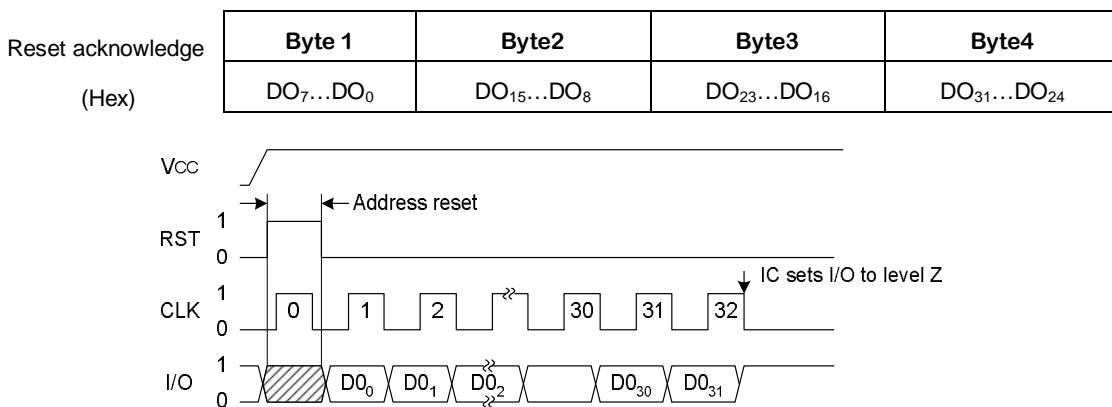 Reset acknowledge
(Hex)
Byte 1 Byte2 Byte3 Byte4
DO7...DO0 DO15...DO8 DO23...DO16 DO31...DO24
Vcc
Address reset
RST 1 0
IC sets I/O to level Z
CLK 1 0 0 1 2 30 31 32
I/O 1 0 D00 D01 D02 D030 D031